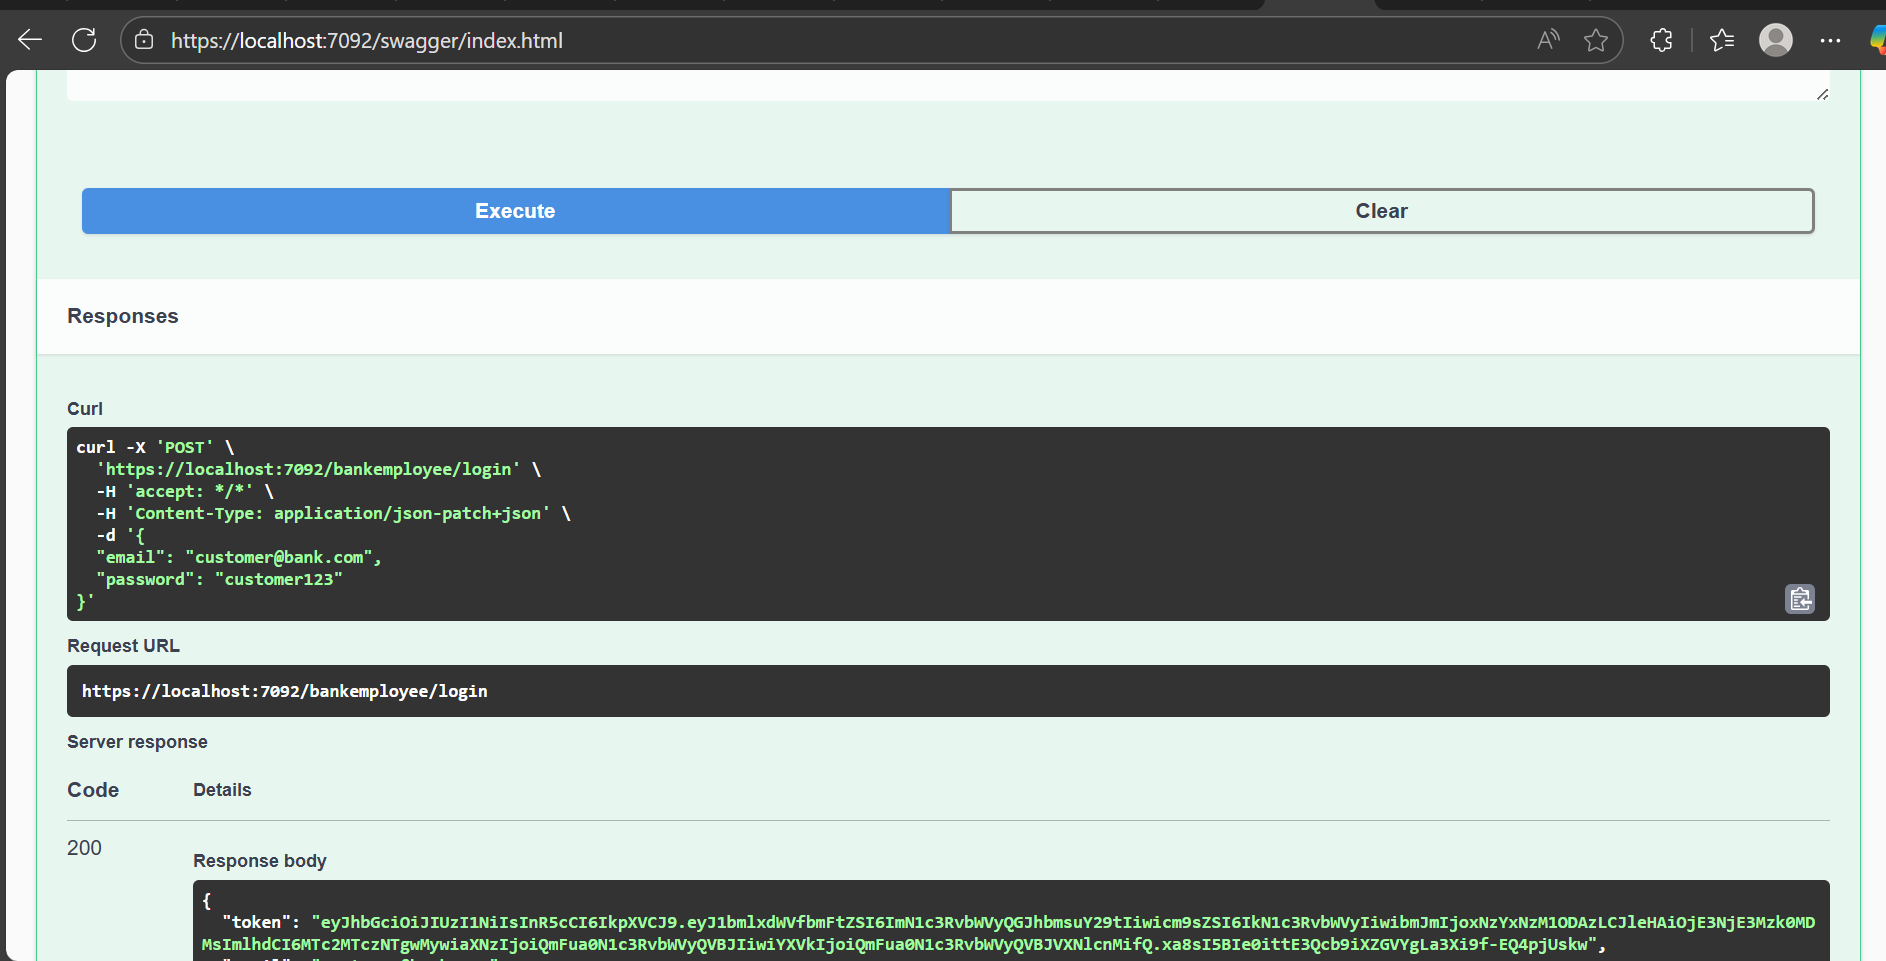 https://localhost:7092/swagger/index.html
Execute
Clear
Responses
Curl
curl -X 'POST' \
'https://localhost:7092/bankemployee/login' \
-H 'accept: */*' \
-H 'Content-Type: application/json-patch+json' \
-d '{
"email": "customer@bank.com",
"password": "customer123"
}'
Request URL
https://localhost:7092/bankemployee/login
Server response
Code
Details
200
Response body
{
"token": "eyJhbGciOiJIUzI1NiIsInR5cCI6IkpXVCJ9.eyJ1bmlxdWVfbmFtZSI6ImN1c3RvbWVyQGJhbmsuY29tIiwicm9sZSI6IkN1c3RvbWVyIiwibmJmIjoxNzYxNzM1ODAzLCJleHAiOjE3NjE3Mzk0MD
MsImlhdCI6MTc2MTczNTgwMywiaXNzIjoiQmFua0N1c3RvbWVyQVBJIiwiYXVkIjoiQmFua0N1c3RvbWVyQVBJVXNlcnMifQ.xa8sI5BIe0ittE3Qcb9iXZGVYgLa3Xi9f-EQ4pjUskw",